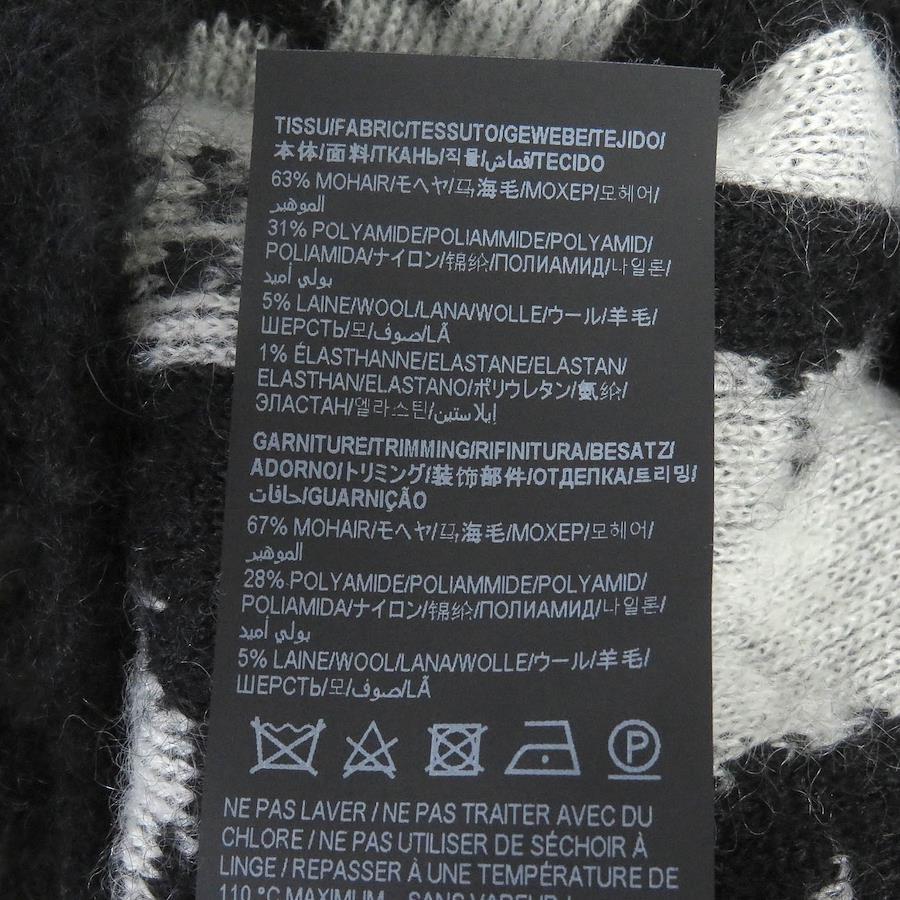 TISSU/FABRIC/TESSUTO/GEWEBE/TEJIDO/
本体/面料/ТКАНЬ/직물/قماش/TECIDO
63% MOHAIR/モヘヤ/马海毛/МОХЕР/모헤어/
الموهير
31% POLYAMIDE/POLIAMMIDE/POLYAMID/
POLIAMIDA/ナイロン/锦纶/ПОЛИАМИД/나일론/
بولي أميد
5% LAINE/WOOL/LANA/WOLLE/ウール/羊毛/
ШЕРСТЬ/모/صوف/LÃ
1% ÉLASTHANNE/ELASTANE/ELASTAN/
ELASTHAN/ELASTANO/ポリウレタン/氨纶/
ЭЛАСТАН/엘라스틴/إيلاستين
GARNITURE/TRIMMING/RIFINITURA/BESATZ/
ADORNO/トリミング/装饰部件/ОТДЕЛКА/트리밍/
حافات/GUARNIÇÃO
67% MOHAIR/モヘヤ/马海毛/МОХЕР/모헤어/
الموهير
28% POLYAMIDE/POLIAMMIDE/POLYAMID/
POLIAMIDA/ナイロン/锦纶/ПОЛИАМИД/나일론/
بولي أميد
5% LAINE/WOOL/LANA/WOLLE/ウール/羊毛/
ШЕРСТЬ/모/صوف/LÃ
P
NE PAS LAVER / NE PAS TRAITER AVEC DU
CHLORE / NE PAS UTILISER DE SÉCHOIR À
LINGE / REPASSER À UNE TEMPÉRATURE DE
110 °C MAXIMUM - SANS VAPEUR /